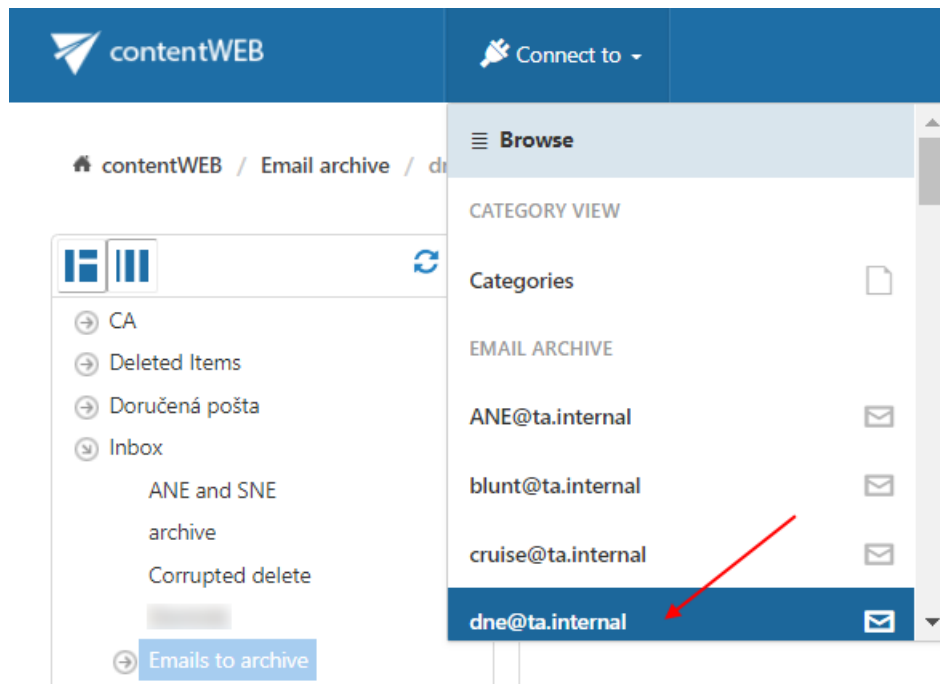 contentWEB
Connect to
Browse
contentWEB / Email archive /
CATEGORY VIEW
Categories
EMAIL ARCHIVE
ANE@ta.internal
blunt@ta.internal
cruise@ta.internal
dne@ta.internal
CA
Deleted Items
Doručená pošta
Inbox
ANE and SNE
archive
Corrupted delete
Emails to archive